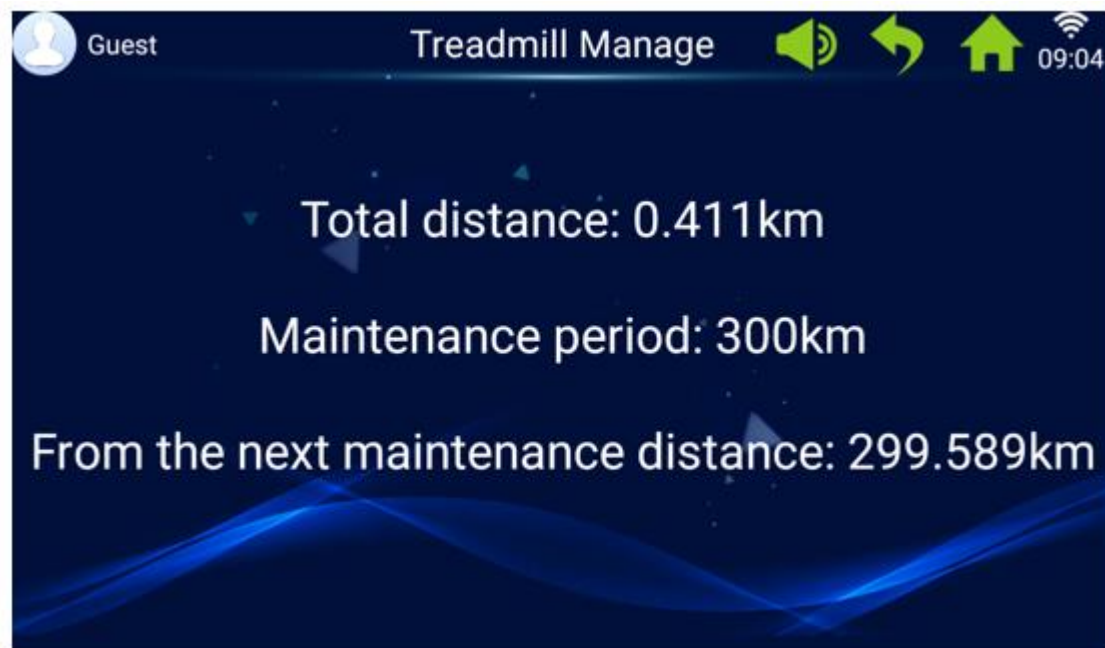 Guest Treadmill Manage 09:04
Total distance: 0.411km
Maintenance period: 300km
From the next maintenance distance: 299.589km